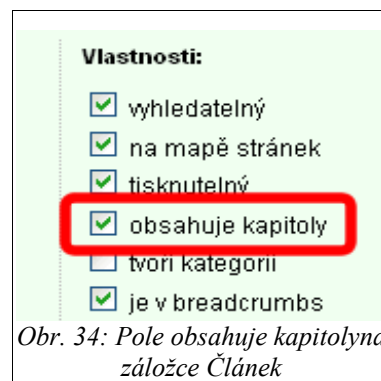 Vlastnosti:
vyhledatelný
na mapě stránek
tisknutelný
obsahuje kapitoly
tvoří kategorii
je v breadcrumbs
Obr. 34: Pole obsahuje kapitolyna
záložce Článek